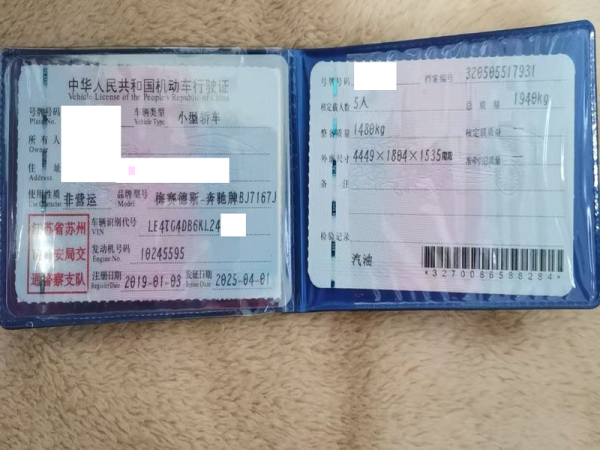 中华人民共和国机动车行驶证
Vehicle License of the People's Republic of China
号牌号码
Plate No.
车辆类型 小型轿车
Vehicle Type
所有人
Owner
住址
使用性质 非营运
Use Character
品牌型号 梅赛德斯-奔驰牌BJ7167J
Model
江苏省苏州
市公安局交
通警察支队
车辆识别代号 LE4TG4DB6KL24
VIN
发动机号码 10245595
Engine No.
注册日期 2019-01-03
Register Date
发证日期 2025-04-01
Issue Date
号牌号码
档案编号 320505517931
核定载人数 5人
总质量 1940kg
整备质量 1480kg
核定载质量 —
外廓尺寸 4449×1804×1535mm
准牵引总质量 —
备注
检验记录
汽油
*3270086588284*